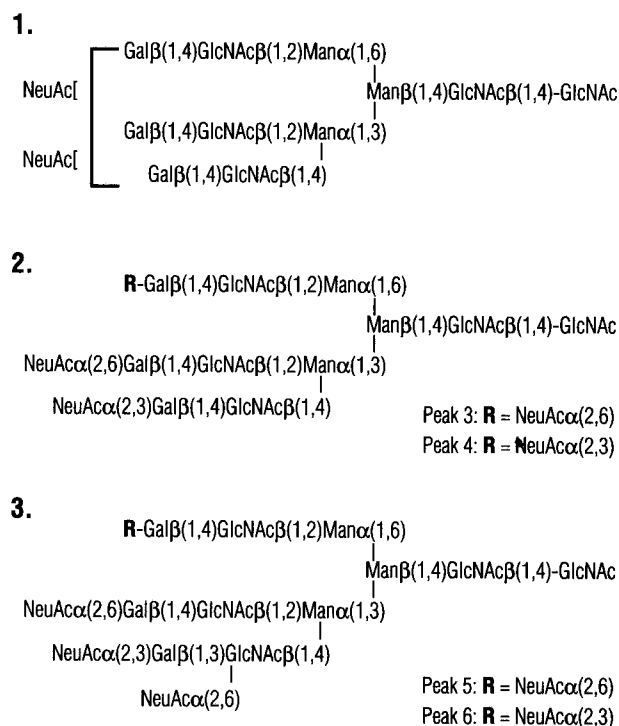 1.
Galβ(1,4)GlcNAcβ(1,2)Manα(1,6)
NeuAc[
Manβ(1,4)GlcNAcβ(1,4)-GlcNAc
Galβ(1,4)GlcNAcβ(1,2)Manα(1,3)
NeuAc[
Galβ(1,4)GlcNAcβ(1,4)
2.
R-Galβ(1,4)GlcNAcβ(1,2)Manα(1,6)
Manβ(1,4)GlcNAcβ(1,4)-GlcNAc
NeuAcα(2,6)Galβ(1,4)GlcNAcβ(1,2)Manα(1,3)
NeuAcα(2,3)Galβ(1,4)GlcNAcβ(1,4)
Peak 3: R = NeuAcα(2,6)
Peak 4: R = NeuAcα(2,3)
3.
R-Galβ(1,4)GlcNAcβ(1,2)Manα(1,6)
Manβ(1,4)GlcNAcβ(1,4)-GlcNAc
NeuAcα(2,6)Galβ(1,4)GlcNAcβ(1,2)Manα(1,3)
NeuAcα(2,3)Galβ(1,3)GlcNAcβ(1,4)
NeuAcα(2,6)
Peak 5: R = NeuAcα(2,6)
Peak 6: R = NeuAcα(2,3)